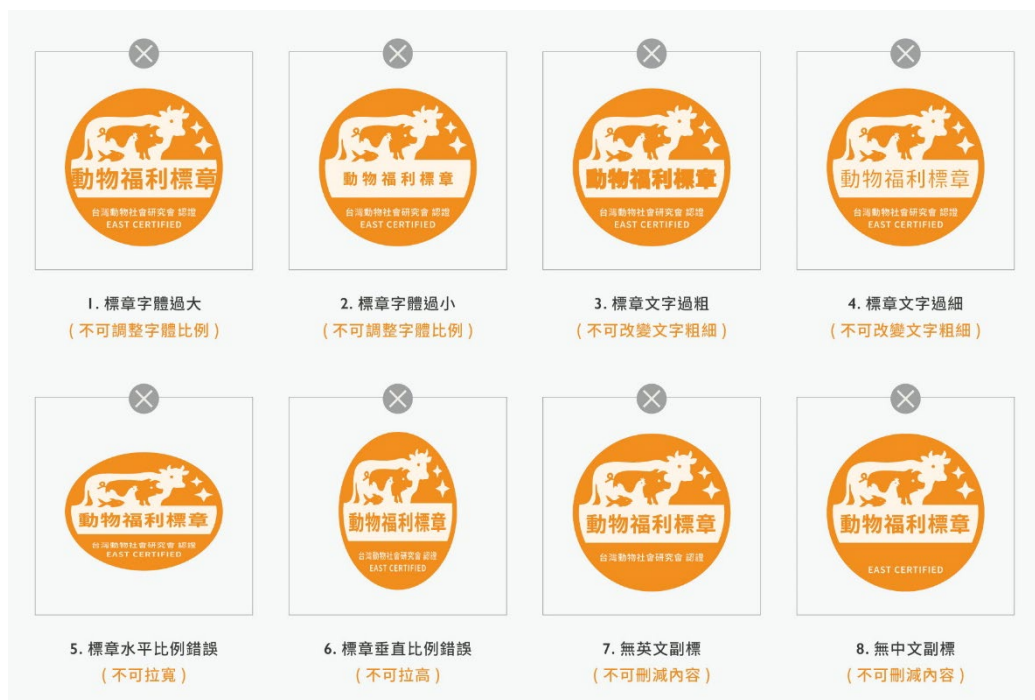 動物福利標章
台灣動物社會研究會 認證
EAST CERTIFIED
1. 標章字體過大
( 不可調整字體比例 )
動物福利標章
台灣動物社會研究會 認證
EAST CERTIFIED
2. 標章字體過小
( 不可調整字體比例 )
動物福利標章
台灣動物社會研究會 認證
EAST CERTIFIED
3. 標章文字過粗
( 不可改變文字粗細 )
動物福利標章
台灣動物社會研究會 認證
EAST CERTIFIED
4. 標章文字過細
( 不可改變文字粗細 )
動物福利標章
台灣動物社會研究會 認證
EAST CERTIFIED
5. 標章水平比例錯誤
( 不可拉寬 )
動物福利標章
台灣動物社會研究會 認證
EAST CERTIFIED
6. 標章垂直比例錯誤
( 不可拉高 )
動物福利標章
台灣動物社會研究會 認證
7. 無英文副標
( 不可刪減內容 )
動物福利標章
EAST CERTIFIED
8. 無中文副標
( 不可刪減內容 )